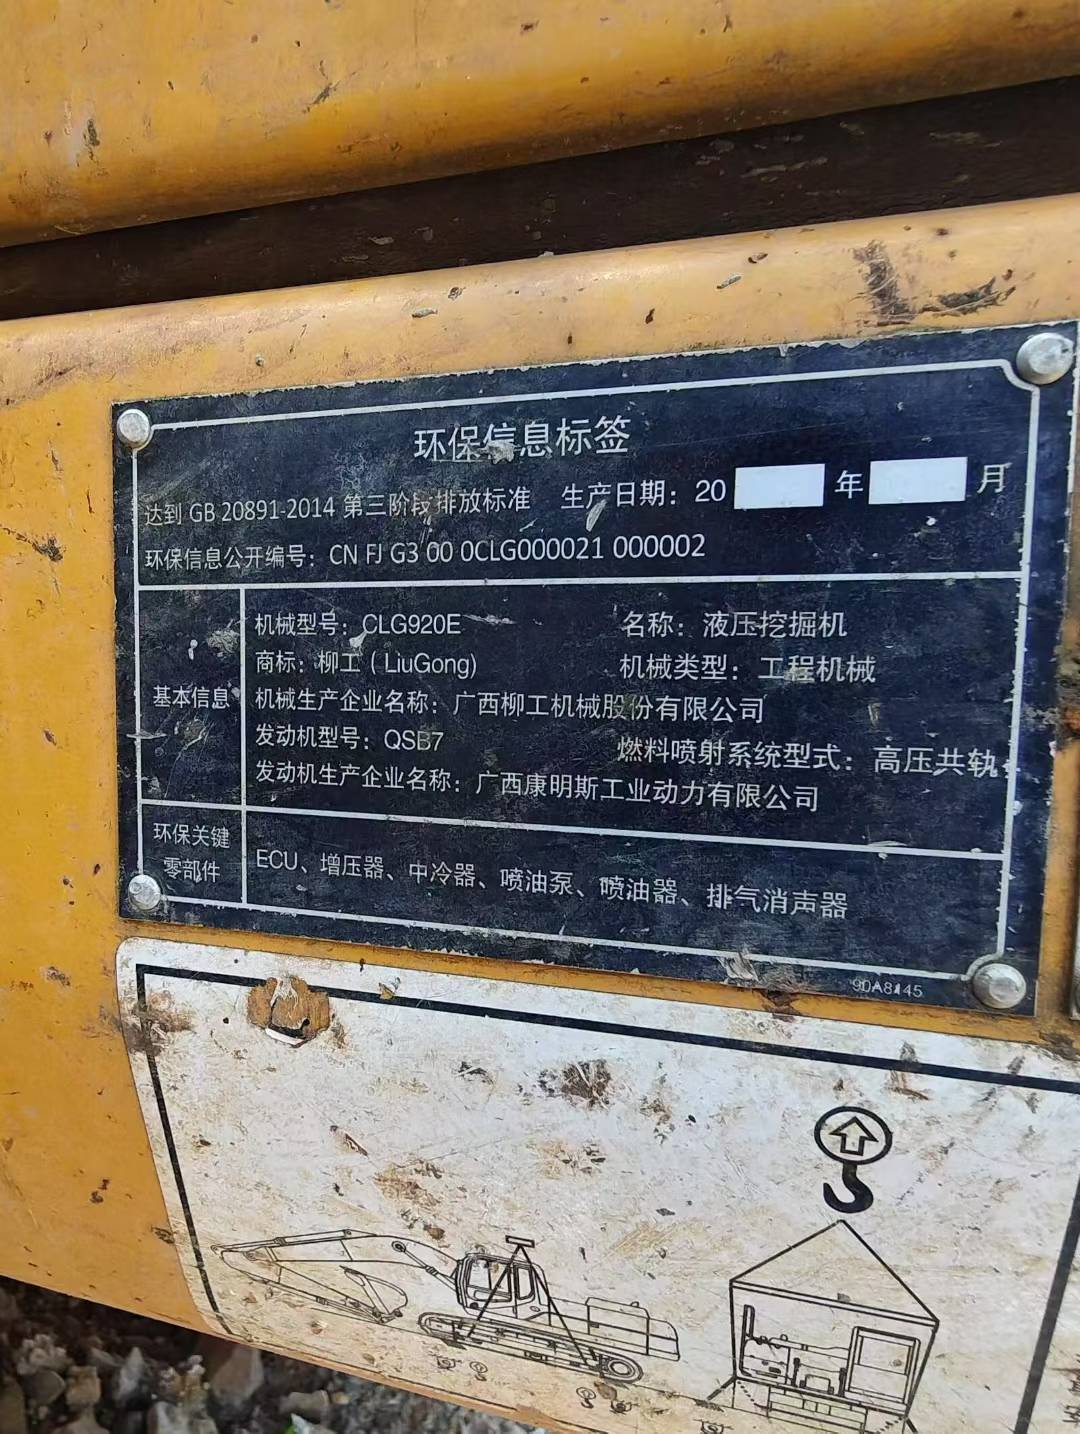 环保信息标签
达到 GB 20891-2014 第三阶段排放标准 生产日期：20 年 月
环保信息公开编号：CN FJ G3 00 0CLG000021 000002
基本信息
机械型号：CLG920E 名称：液压挖掘机
商标：柳工（LiuGong） 机械类型：工程机械
机械生产企业名称：广西柳工机械股份有限公司
发动机型号：QSB7 燃料喷射系统型式：高压共轨
发动机生产企业名称：广西康明斯工业动力有限公司
环保关键
零部件
ECU、增压器、中冷器、喷油泵、喷油器、排气消声器
90A8145